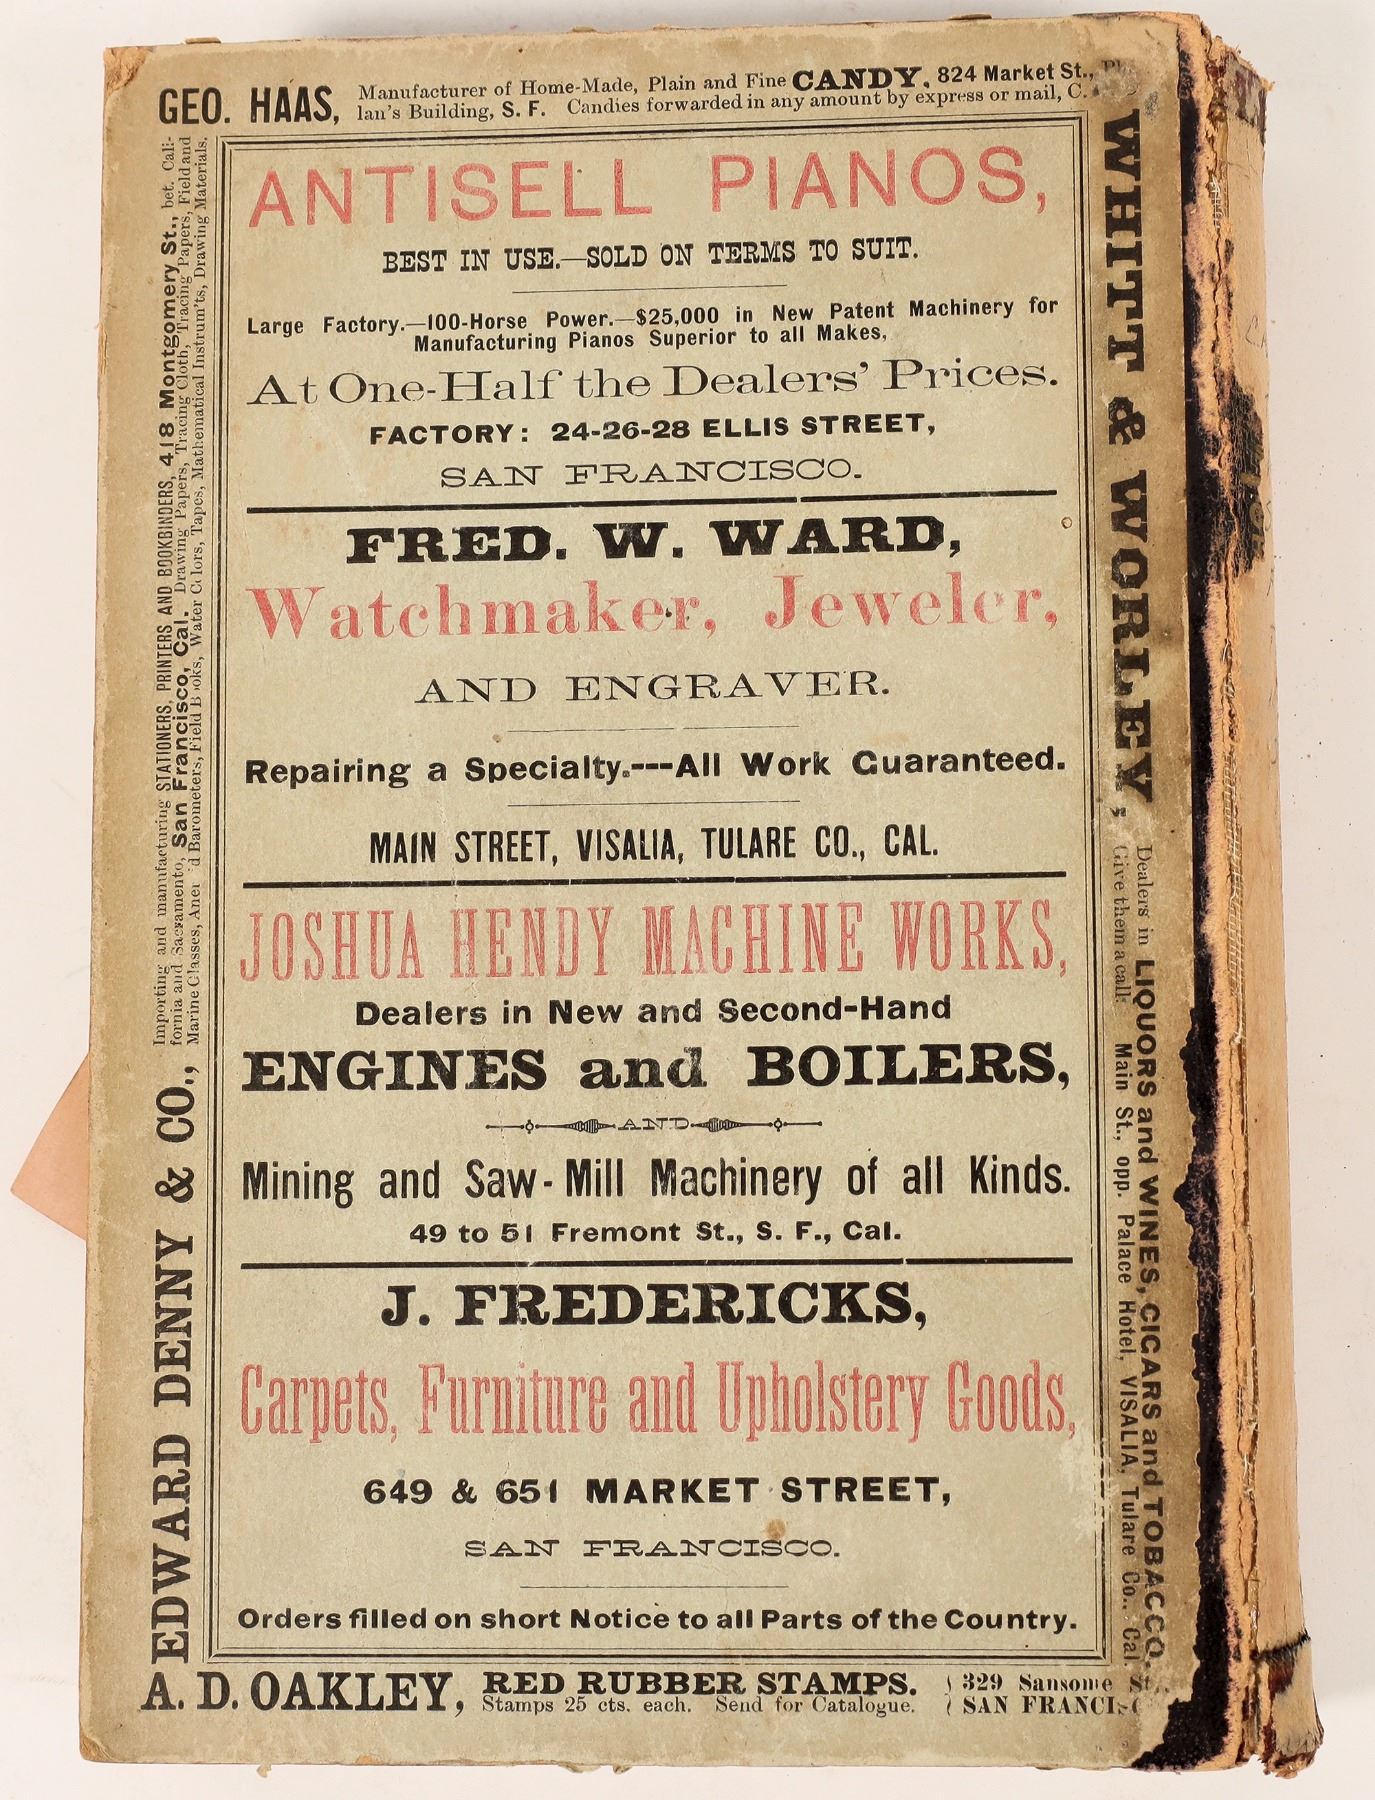 GEO. HAAS, Manufacturer of Home-Made, Plain and Fine CANDY, 824 Market St.,
lan's Building, S. F. Candies forwarded in any amount by express or mail, C.
ANTISELL PIANOS,
BEST IN USE.—SOLD ON TERMS TO SUIT.
Large Factory.—100-Horse Power.—$25,000 in New Patent Machinery for
Manufacturing Pianos Superior to all Makes,
At One-Half the Dealers' Prices.
FACTORY: 24-26-28 ELLIS STREET,
SAN FRANCISCO.
FRED. W. WARD,
Watchmaker, Jeweler,
AND ENGRAVER.
Repairing a Specialty.---All Work Guaranteed.
MAIN STREET, VISALIA, TULARE CO., CAL.
JOSHUA HENDY MACHINE WORKS,
Dealers in New and Second-Hand
ENGINES and BOILERS,
AND
Mining and Saw-Mill Machinery of all Kinds.
49 to 51 Fremont St., S. F., Cal.
J. FREDERICKS,
Carpets, Furniture and Upholstery Goods,
649 & 651 MARKET STREET,
SAN FRANCISCO.
Orders filled on short Notice to all Parts of the Country.
A. D. OAKLEY, RED RUBBER STAMPS. 329 Sansome St.,
Stamps 25 cts. each. Send for Catalogue. SAN FRANCISC
EDWARD DENNY & CO.,
Importing and manufacturing STATIONERS, PRINTERS AND BOOKBINDERS, 418 Montgomery St., bet. Cali-
fornia and Sacramento, San Francisco, Cal. Drawing Papers, Tracing Cloth, Tracing Papers, Field and
Marine Glasses, Aneroid Barometers, Field Books, Water Colors, Tapes, Mathematical Instrum'ts, Drawing Materials.
WHITT & WORLEY,
Dealers in LIQUORS and WINES, CIGARS and TOBACCO.
Give them a call. Main St., opp. Palace Hotel, VISALIA, Tulare Co., Cal.